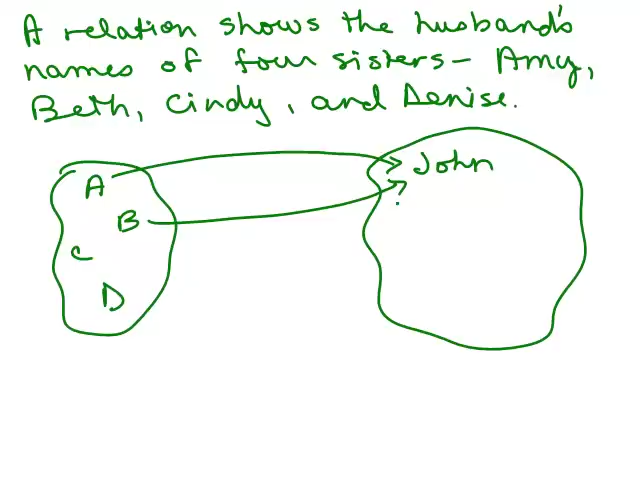 A relation shows the husband's
names of four sisters - Amy,
Beth, Cindy, and Denise.
A
John
B
C
D